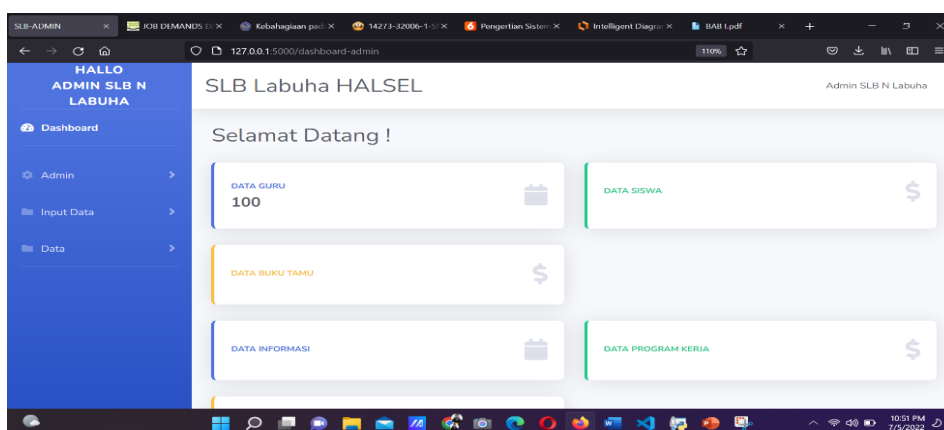 SLB-ADMIN
JOB DEMANDS D
Kebahagiaan pad
14273-32006-1-S
Pengertian Sistem
Intelligent Diagra
BAB I.pdf
127.0.0.1:5000/dashboard-admin
110%
HALLO
ADMIN SLB N
LABUHA
Dashboard
Admin
Input Data
Data
SLB Labuha HALSEL
Admin SLB N Labuha
Selamat Datang !
DATA GURU
100
DATA SISWA
DATA BUKU TAMU
DATA INFORMASI
DATA PROGRAM KERJA
10:51 PM
7/5/2022